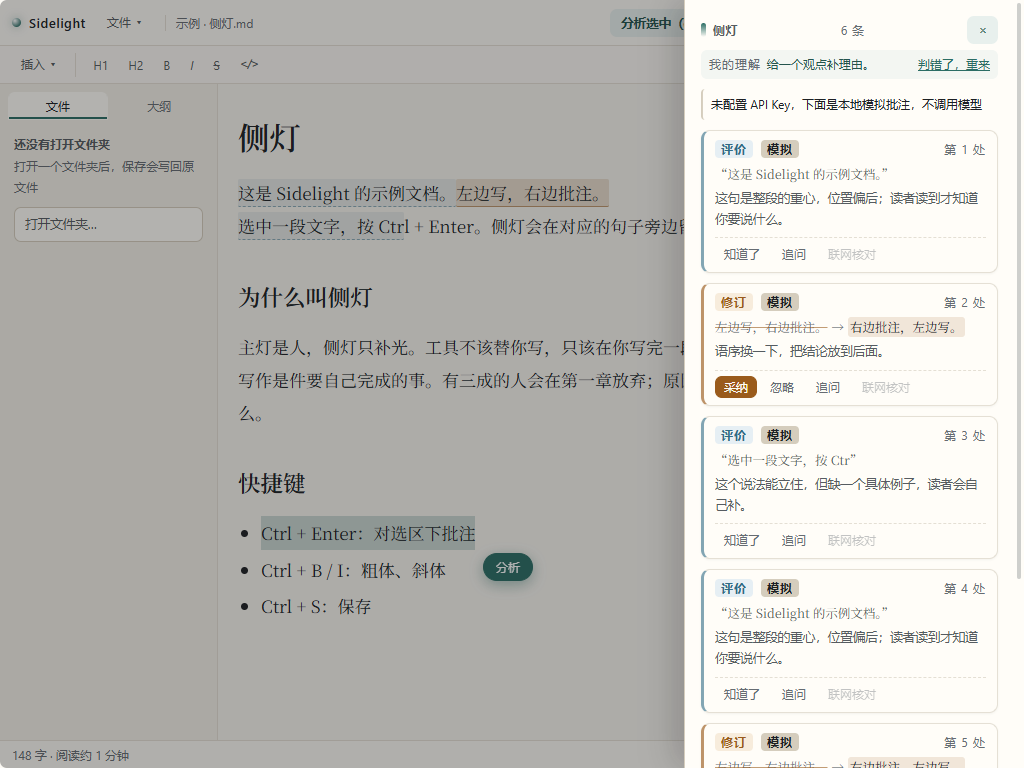 Sidelight 文件 示例 · 侧灯.md 分析选中
插入 H1 H2 B I S </>
文件 大纲
还没有打开文件夹
打开一个文件夹后，保存会写回原
文件
打开文件夹...
侧灯
这是 Sidelight 的示例文档。左边写，右边批注。
选中一段文字，按 Ctrl + Enter。侧灯会在对应的句子旁边
为什么叫侧灯
主灯是人，侧灯只补光。工具不该替你写，只该在你写完一
写作是件要自己完成的事。有三成的人会在第一章放弃；原
么。
快捷键
Ctrl + Enter：对选区下批注
Ctrl + B / I：粗体、斜体
Ctrl + S：保存
分析
148 字 · 阅读约 1 分钟
侧灯 6 条 ×
我的理解 给一个观点补理由。 判错了，重来
未配置 API Key，下面是本地模拟批注，不调用模型
评价 模拟 第 1 处
“这是 Sidelight 的示例文档。”
这句是整段的重心，位置偏后；读者读到才知道
你要说什么。
知道了 追问 联网核对
修订 模拟 第 2 处
左边写，右边批注。 → 右边批注，左边写。
语序换一下，把结论放到后面。
采纳 忽略 追问 联网核对
评价 模拟 第 3 处
“选中一段文字，按 Ctr”
这个说法能立住，但缺一个具体例子，读者会自
己补。
知道了 追问 联网核对
评价 模拟 第 4 处
“这是 Sidelight 的示例文档。”
这句是整段的重心，位置偏后；读者读到才知道
你要说什么。
知道了 追问 联网核对
修订 模拟 第 5 处
左边写，右边批注。 → 右边批注，左边写。